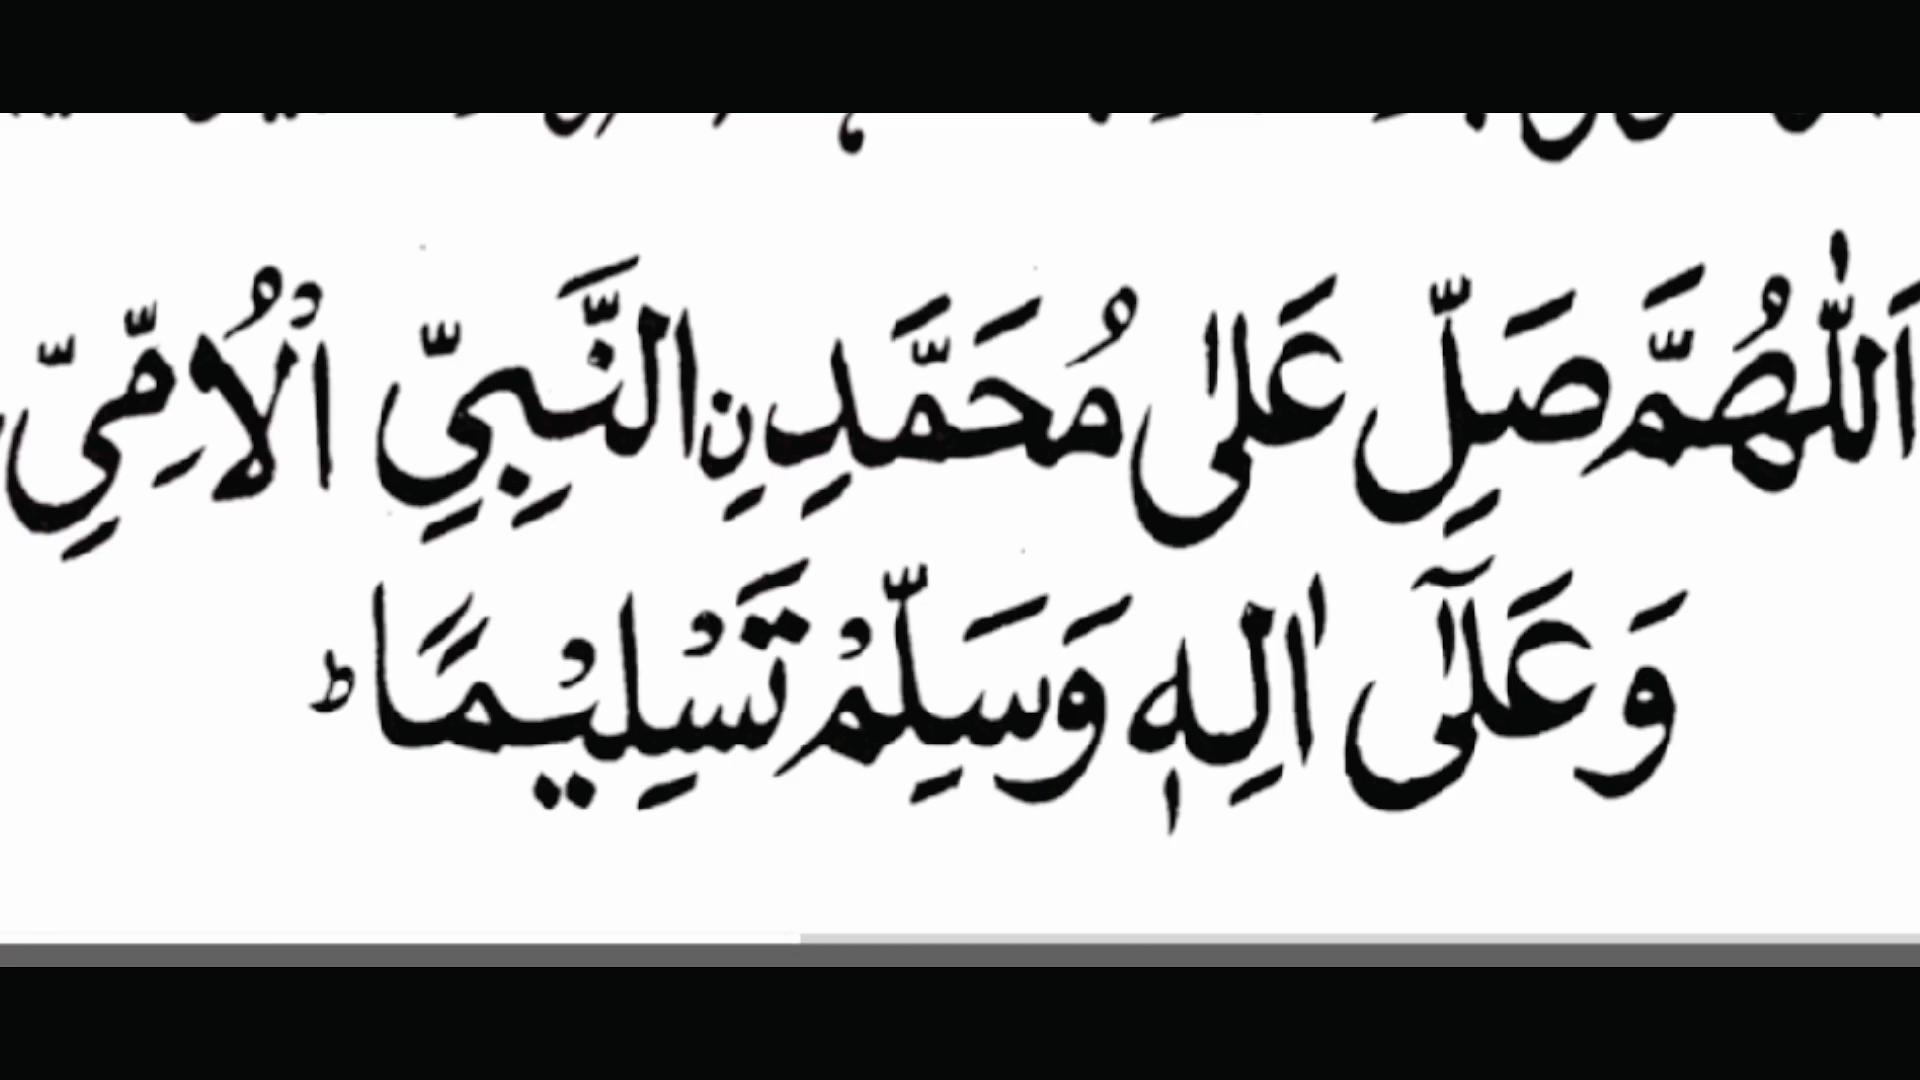 اَللّٰهُمَّ صَلِّ عَلٰى مُحَمَّدِ نِ النَّبِيِّ الْاُمِّيِّ
وَعَلٰٓى اٰلِهٖ وَسَلِّمْ تَسْلِيْمًا ؕ